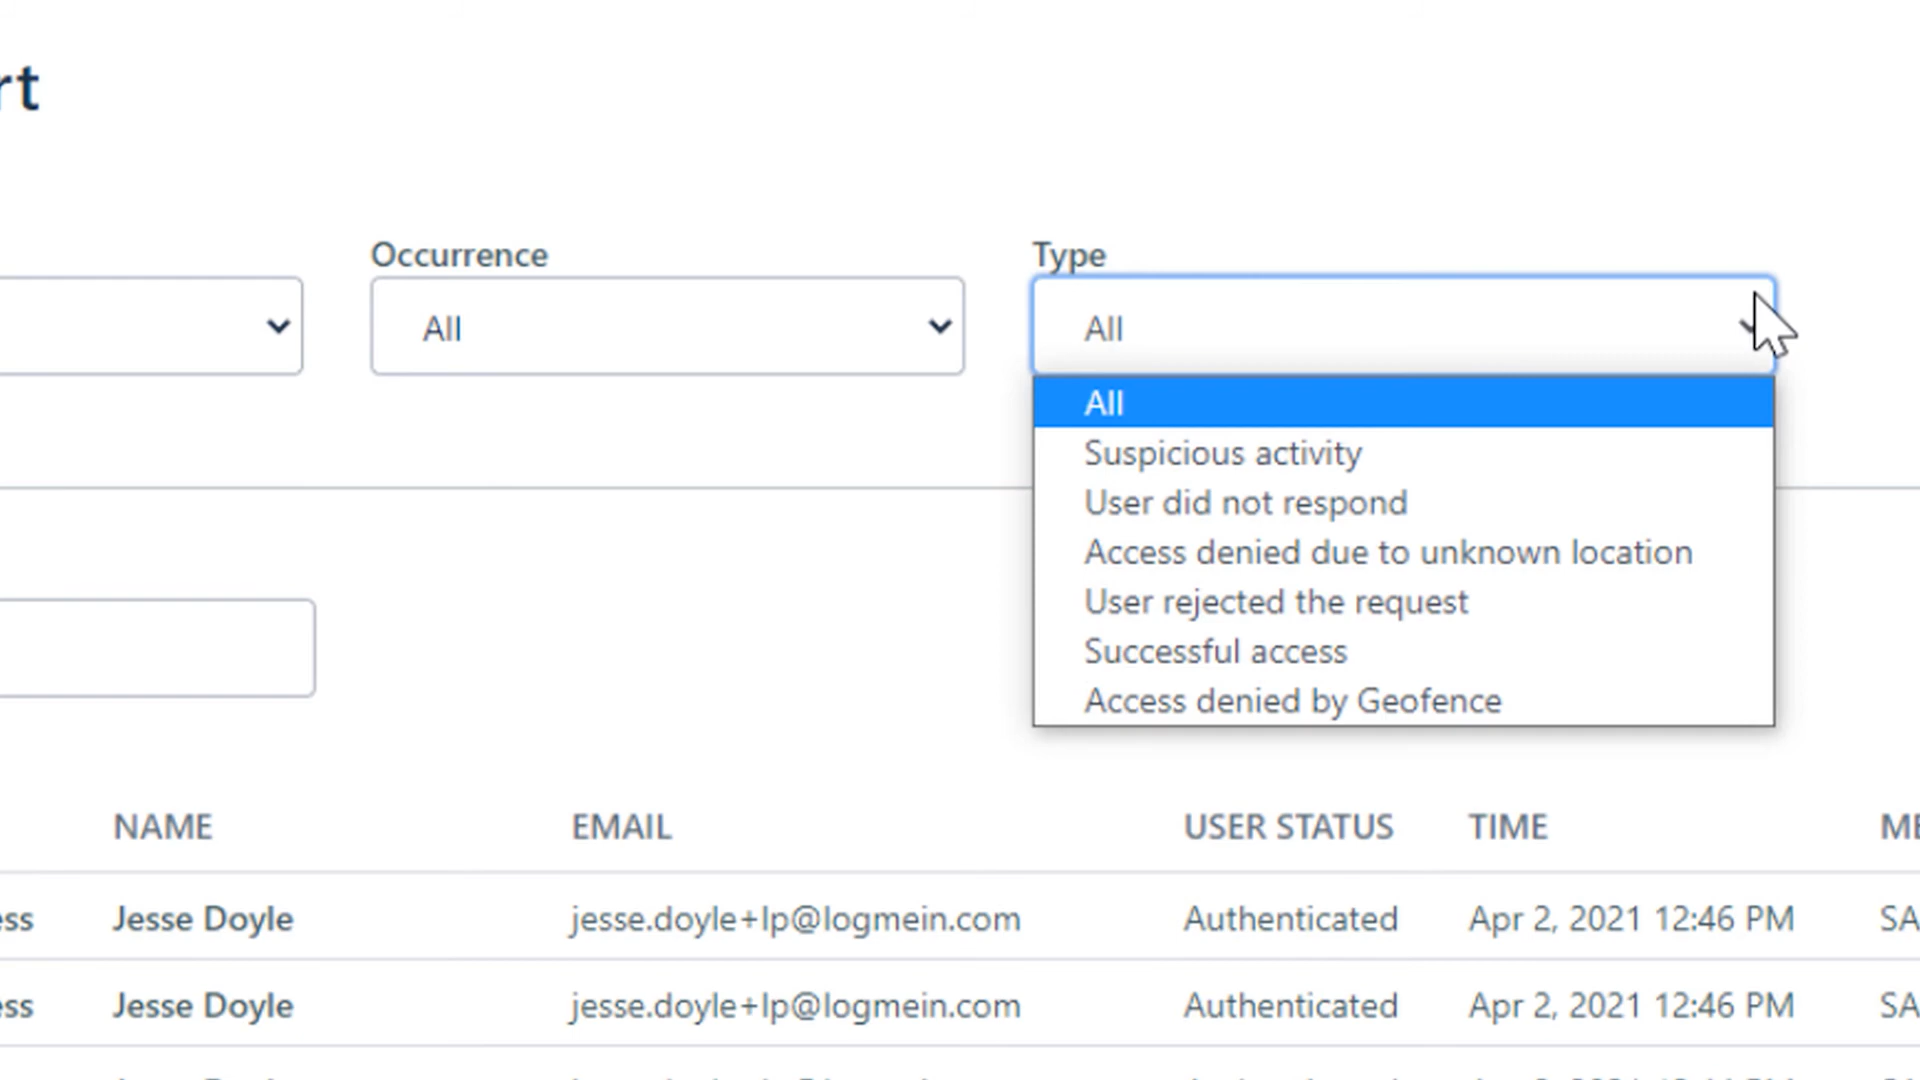 rt
Occurrence
Type
All
All
All
Suspicious activity
User did not respond
Access denied due to unknown location
User rejected the request
Successful access
Access denied by Geofence
NAME EMAIL USER STATUS TIME ME
ess Jesse Doyle jesse.doyle+lp@logmein.com Authenticated Apr 2, 2021 12:46 PM SA
ess Jesse Doyle jesse.doyle+lp@logmein.com Authenticated Apr 2, 2021 12:46 PM SA